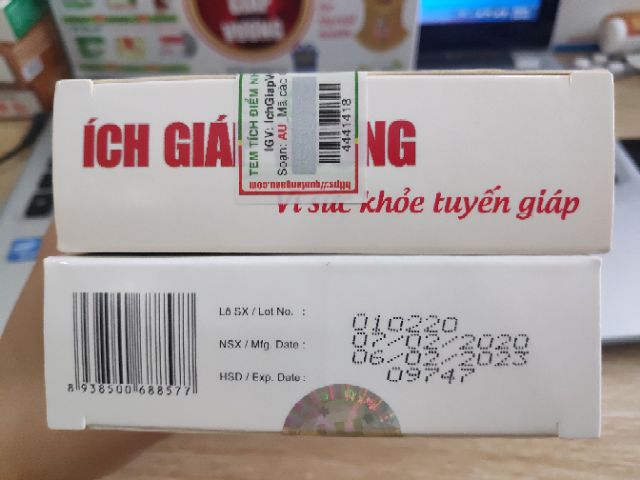 GIÁP
VƯƠNG
ÍCH GIÁ NG
Vì sức khỏe tuyến giáp
TEM TÍCH ĐIỂM
IGV: IchGiapV
Soạn: AU Mã các
4441418
Lô SX / Lot No. :
010220
NSX / Mfg. Date :
07/02/2020
HSD / Exp. Date :
06/02/2023
09747
8 938500 688577